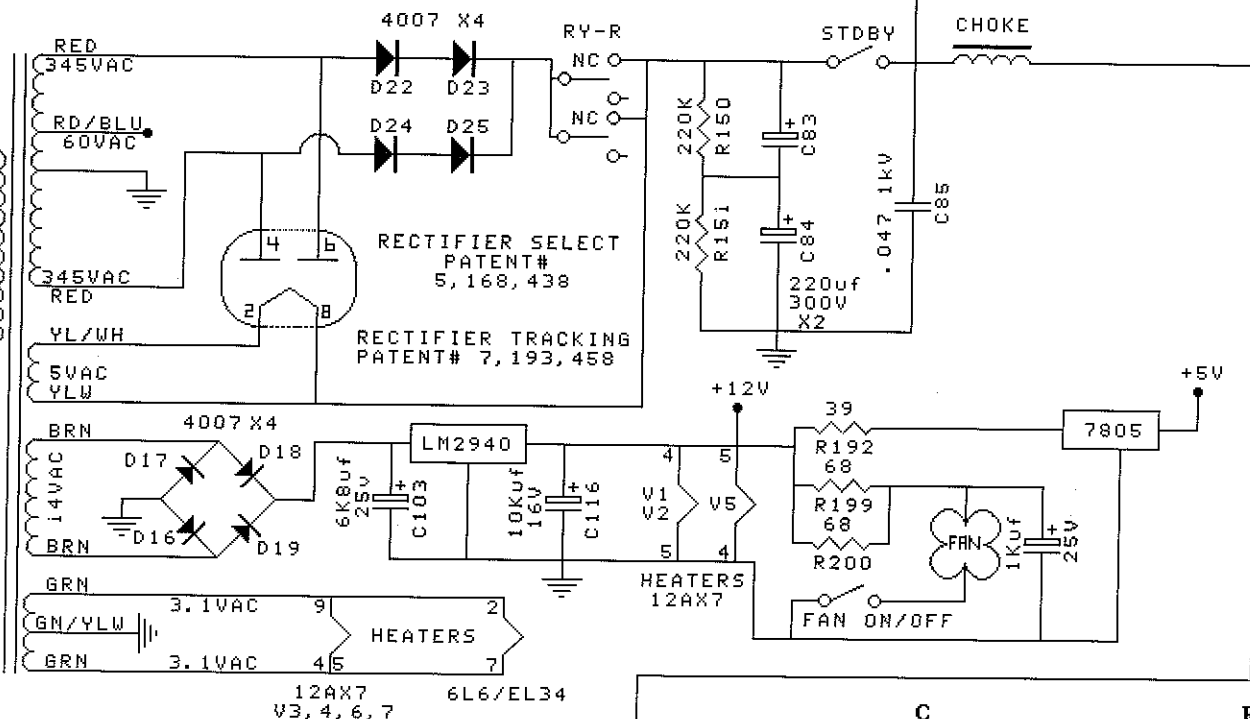 4007 X4
RED
345VAC
RD/BLU
60VAC
345VAC
RED
D22
D23
D24
D25
RY-R
NC
NC
STDBY
CHOKE
220K
R150
C83
220K
R15i
C84
220uf
300V
X2
.047 1kV
C85
4
6
2
8
RECTIFIER SELECT
PATENT#
5,168,438
RECTIFIER TRACKING
PATENT# 7,193,458
YL/WH
5VAC
YLW
4007 X4
BRN
i4VAC
BRN
D17
D18
D16
D19
6K8uf
25v
C103
LM2940
10Kuf
16V
C116
4
V1
V2
5
+12V
5
V5
4
HEATERS
12AX7
39
R192
68
R199
68
R200
7805
+5V
FAN
1Kuf
25V
FAN ON/OFF
GRN
3.1VAC
GN/YLW
GRN
3.1VAC
9
4
5
HEATERS
2
7
12AX7
V3,4,6,7
6L6/EL34
C